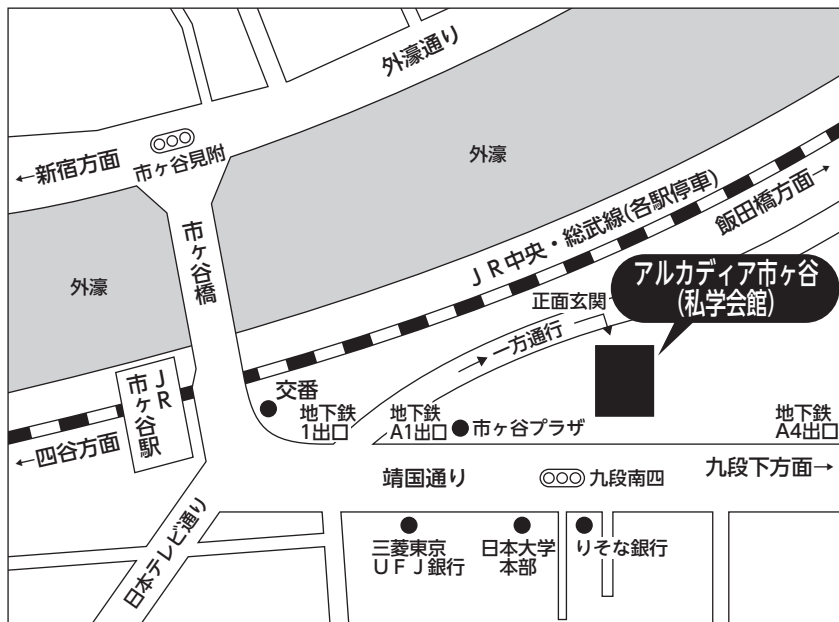 外濠通り
←新宿方面
市ヶ谷見附
外濠
市ヶ谷橋
外濠
JR中央・総武線(各駅停車)
飯田橋方面→
アルカディア市ヶ谷
(私学会館)
正面玄関
→一方通行→
交番
地下鉄
1出口
地下鉄
A1出口
市ヶ谷プラザ
地下鉄
A4出口
JR
市ヶ谷駅
←四谷方面
靖国通り
九段南四
九段下方面→
日本テレビ通り
三菱東京
UFJ銀行
日本大学
本部
りそな銀行